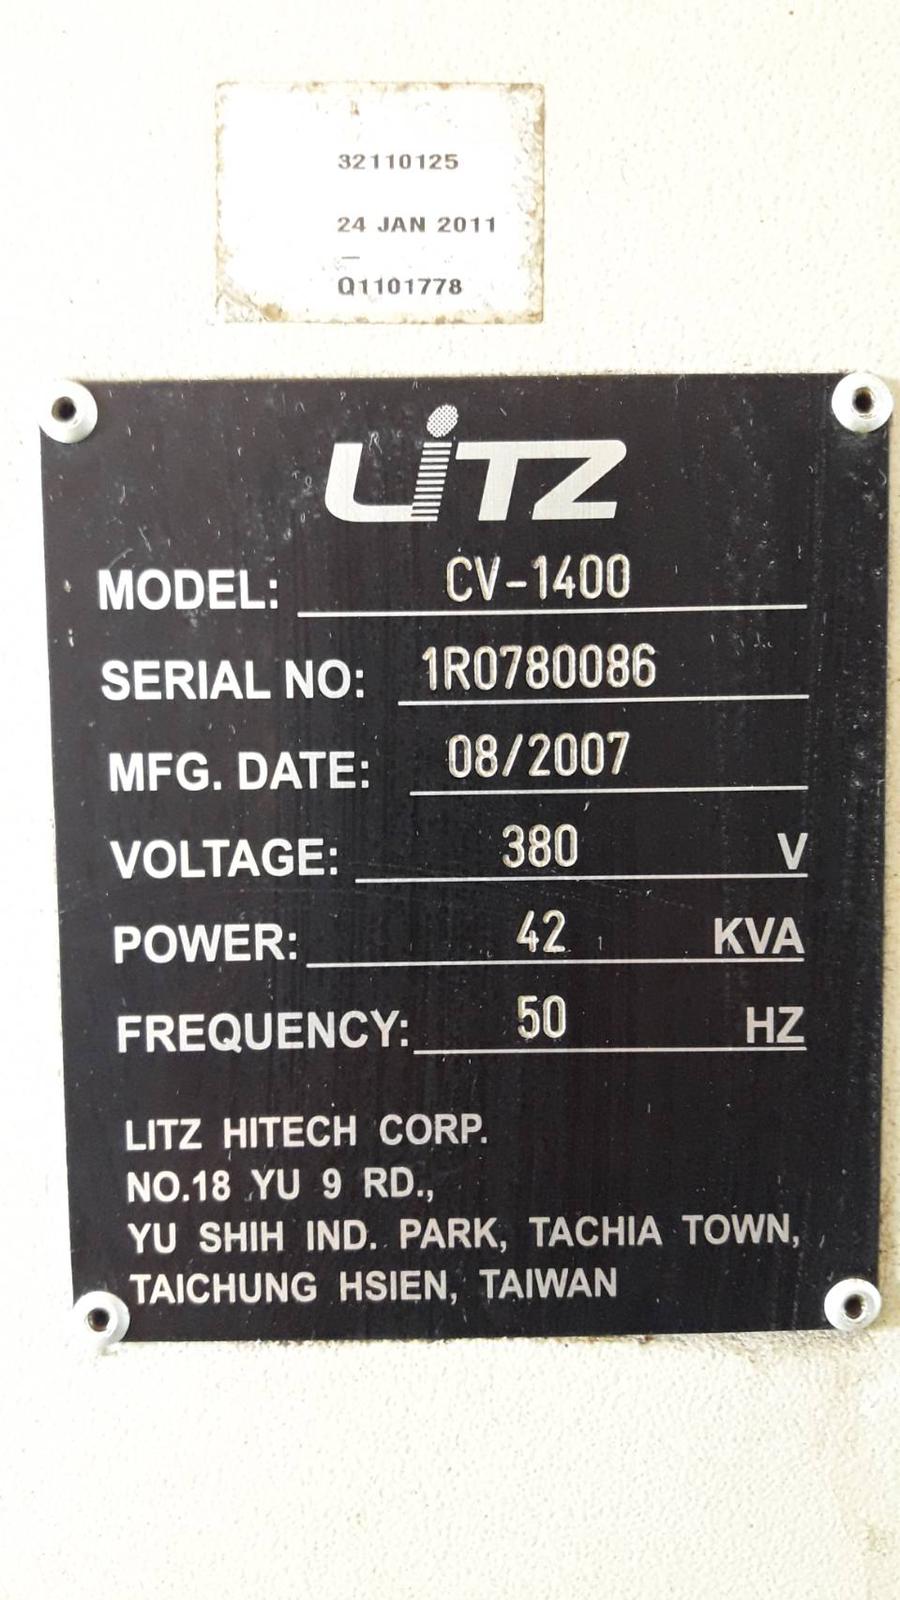 32110125
24 JAN 2011
—
Q1101778
LiTZ
MODEL: CV-1400
SERIAL NO: 1R0780086
MFG. DATE: 08/2007
VOLTAGE: 380 V
POWER: 42 KVA
FREQUENCY: 50 HZ
LITZ HITECH CORP.
NO.18 YU 9 RD.,
YU SHIH IND. PARK, TACHIA TOWN,
TAICHUNG HSIEN, TAIWAN